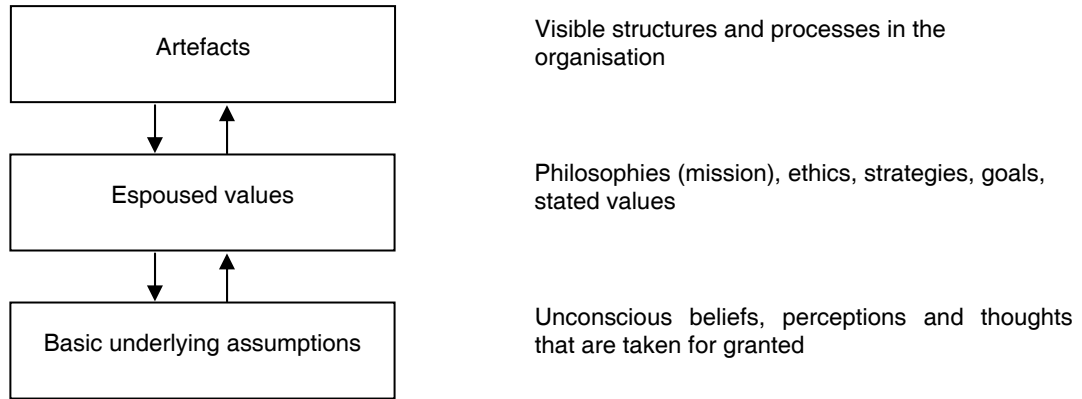 Artefacts
Visible structures and processes in the
organisation
Espoused values
Philosophies (mission), ethics, strategies, goals,
stated values
Basic underlying assumptions
Unconscious beliefs, perceptions and thoughts
that are taken for granted